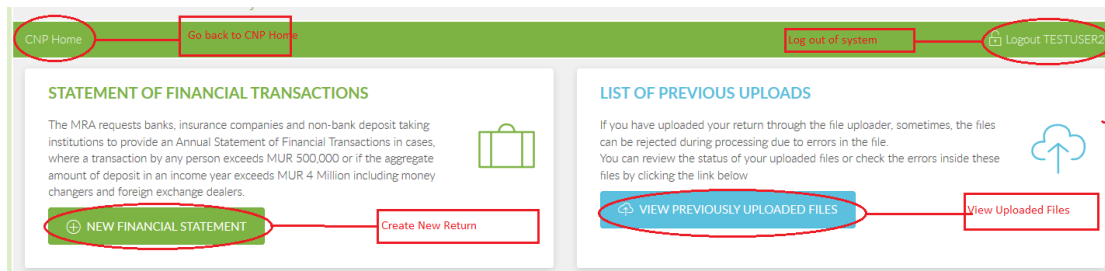 CNP Home
Go back to CNP Home
Log out of system
Logout TESTUSER2
STATEMENT OF FINANCIAL TRANSACTIONS
The MRA requests banks, insurance companies and non-bank deposit taking
institutions to provide an Annual Statement of Financial Transactions in cases,
where a transaction by any person exceeds MUR 500,000 or if the aggregate
amount of deposit in an income year exceeds MUR 4 Million including money
changers and foreign exchange dealers.
NEW FINANCIAL STATEMENT
Create New Return
LIST OF PREVIOUS UPLOADS
If you have uploaded your return through the file uploader, sometimes, the files
can be rejected during processing due to errors in the file.
You can review the status of your uploaded files or check the errors inside these
files by clicking the link below
VIEW PREVIOUSLY UPLOADED FILES
View Uploaded Files